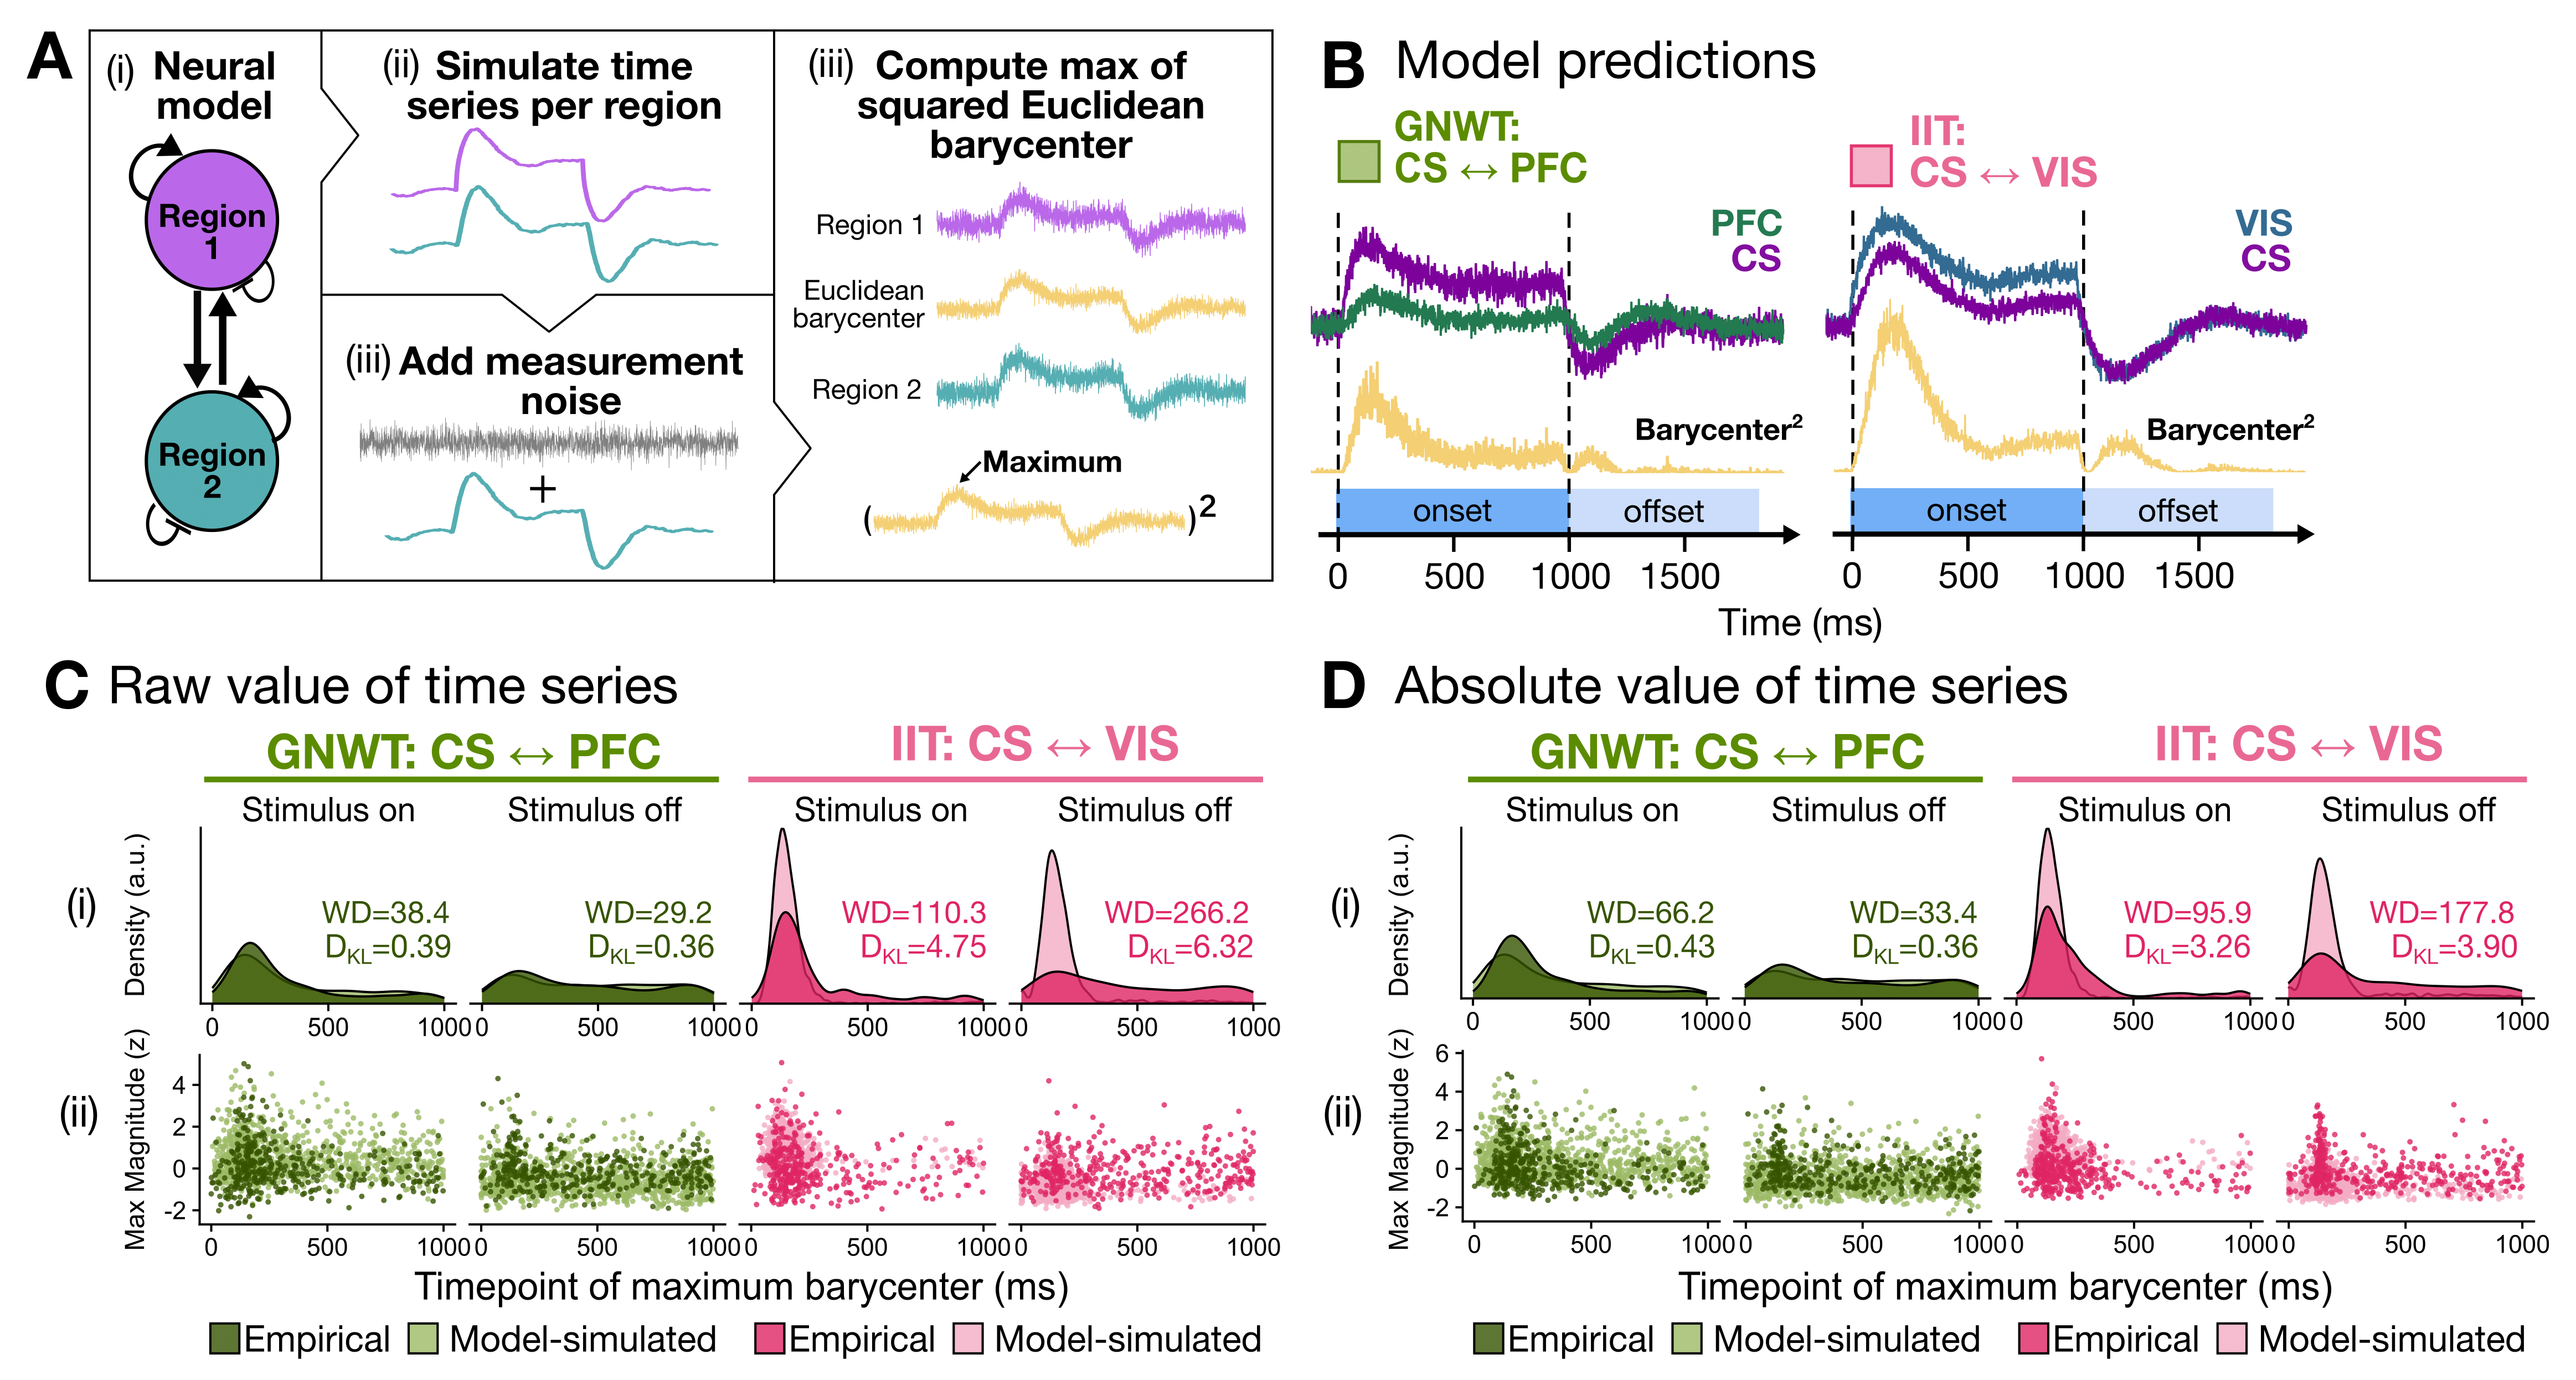 A
(i) Neural
model
Region
1
Region
2
(ii) Simulate time
series per region
(iii) Add measurement
noise
+
(iii) Compute max of
squared Euclidean
barycenter
Region 1
Euclidean
barycenter
Region 2
Maximum
( )²
B Model predictions
GNWT:
CS ↔ PFC
PFC
CS
Barycenter²
onset offset
0 500 1000 1500
IIT:
CS ↔ VIS
VIS
CS
Barycenter²
onset offset
0 500 1000 1500
Time (ms)
C Raw value of time series
GNWT: CS ↔ PFC IIT: CS ↔ VIS
Stimulus on Stimulus off Stimulus on Stimulus off
(i)
Density (a.u.)
WD=38.4
DKL=0.39
WD=29.2
DKL=0.36
WD=110.3
DKL=4.75
WD=266.2
DKL=6.32
0 500 1000 0 500 1000 0 500 1000 0 500 1000
(ii)
Max Magnitude (z)
4
2
0
-2
0 500 1000 0 500 1000 0 500 1000 0 500 1000
Timepoint of maximum barycenter (ms)
Empirical Model-simulated Empirical Model-simulated
D Absolute value of time series
GNWT: CS ↔ PFC IIT: CS ↔ VIS
Stimulus on Stimulus off Stimulus on Stimulus off
(i)
Density (a.u.)
WD=66.2
DKL=0.43
WD=33.4
DKL=0.36
WD=95.9
DKL=3.26
WD=177.8
DKL=3.90
0 500 1000 0 500 1000 0 500 1000 0 500 1000
(ii)
Max Magnitude (z)
6
4
2
0
-2
0 500 1000 0 500 1000 0 500 1000 0 500 1000
Timepoint of maximum barycenter (ms)
Empirical Model-simulated Empirical Model-simulated